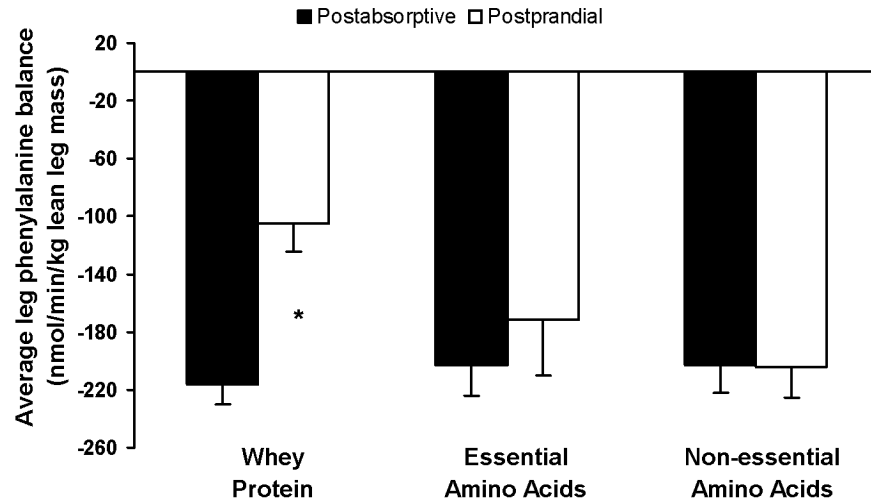 Postabsorptive Postprandial
Average leg phenylalanine balance
(nmol/min/kg lean leg mass)
20
-20
-60
-100
-140
-180
-220
-260
*
Whey
Protein
Essential
Amino Acids
Non-essential
Amino Acids